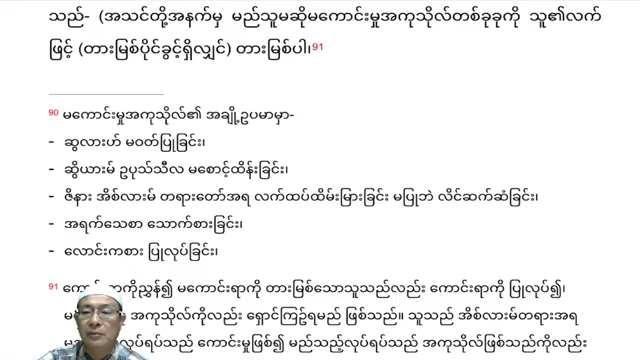 သည်- (အသင်တို့အနက်မှ မည်သူမဆိုမကောင်းမှုအကုသိုလ်တစ်ခုခုကို သူ၏လက်
ဖြင့် (တားမြစ်ပိုင်ခွင့်ရှိလျှင်) တားမြစ်ပါ၊91
90 မကောင်းမှုအကုသိုလ်၏ အချို့ဥပမာမှာ-
- ဆွလားဟ် မဝတ်ပြုခြင်း၊
- ဆွိယာမ် ဥပုသ်သီလ မစောင့်ထိန်းခြင်း၊
- ဇိနား အိစ်လာမ် တရားတော်အရ လက်ထပ်ထိမ်းမြားခြင်း မပြုဘဲ လိင်ဆက်ဆံခြင်း၊
- အရက်သေစာ သောက်စားခြင်း၊
- လောင်းကစား ပြုလုပ်ခြင်း၊
91 ကောင်းရာကိုညွှန်၍ မကောင်းရာကို တားမြစ်သောသူသည်လည်း ကောင်းရာကို ပြုလုပ်၍၊
အကုသိုလ်ကိုလည်း ရှောင်ကြဉ်ရမည် ဖြစ်သည်။ သူသည် အိစ်လာမ်တရားအရ
လုပ်ရပ်သည် ကောင်းမှုဖြစ်၍ မည်သည့်လုပ်ရပ်သည် အကုသိုလ်ဖြစ်သည်ကိုလည်း